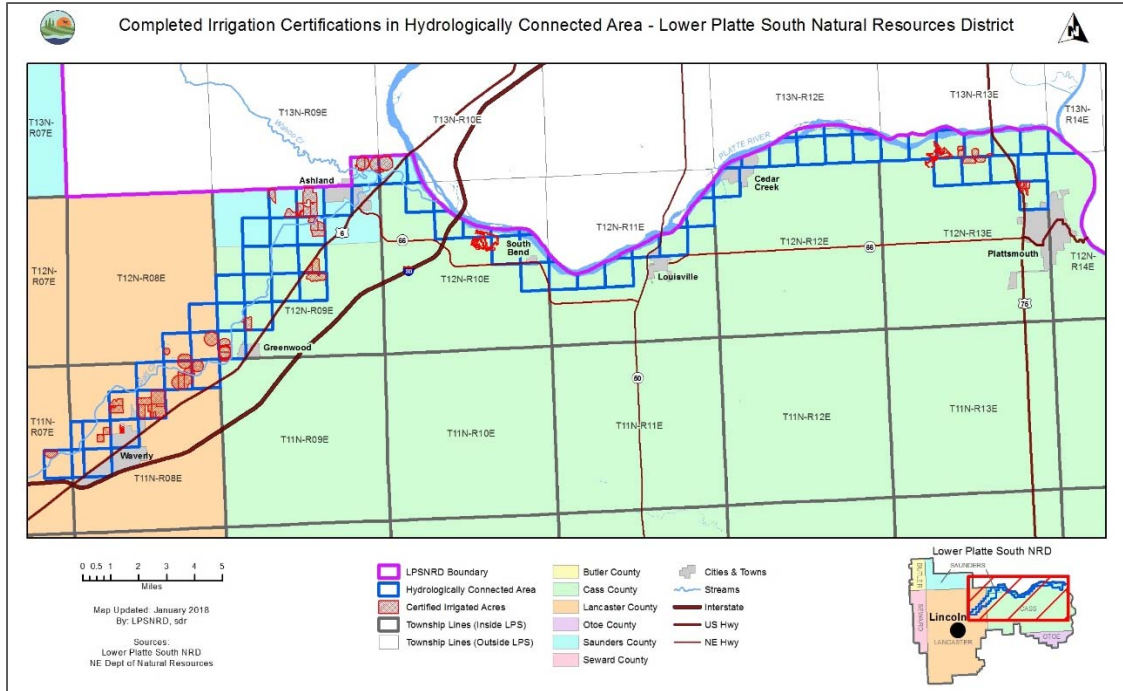 Completed Irrigation Certifications in Hydrologically Connected Area - Lower Platte South Natural Resources District
N
T13N-
R07E
T13N-R09E
Wahoo Cr
T13N-R10E
T13N-R12E
T13N-R13E
T13N-
R14E
PLATTE RIVER
Ashland
Cedar
Creek
6
66
T12N-R11E
T12N-
R07E
T12N-R08E
80
South
Bend
T12N-R10E
Louisville
T12N-R12E
66
T12N-R13E
Plattsmouth
T12N-
R14E
T12N-R09E
75
Greenwood
50
T11N-
R07E
T11N-R09E
T11N-R10E
T11N-R11E
T11N-R12E
T11N-R13E
Waverly
T11N-R08E
0 0.5 1 2 3 4 5
Miles
Map Updated: January 2018
By: LPSNRD, sdr
Sources:
Lower Platte South NRD
NE Dept of Natural Resources
LPSNRD Boundary
Hydrologically Connected Area
Certified Irrigated Acres
Township Lines (Inside LPS)
Township Lines (Outside LPS)
Butler County
Cass County
Lancaster County
Otoe County
Saunders County
Seward County
Cities & Towns
Streams
Interstate
US Hwy
NE Hwy
Lower Platte South NRD
BUTLER
SAUNDERS
SEWARD
CASS
Lincoln
LANCASTER
OTOE